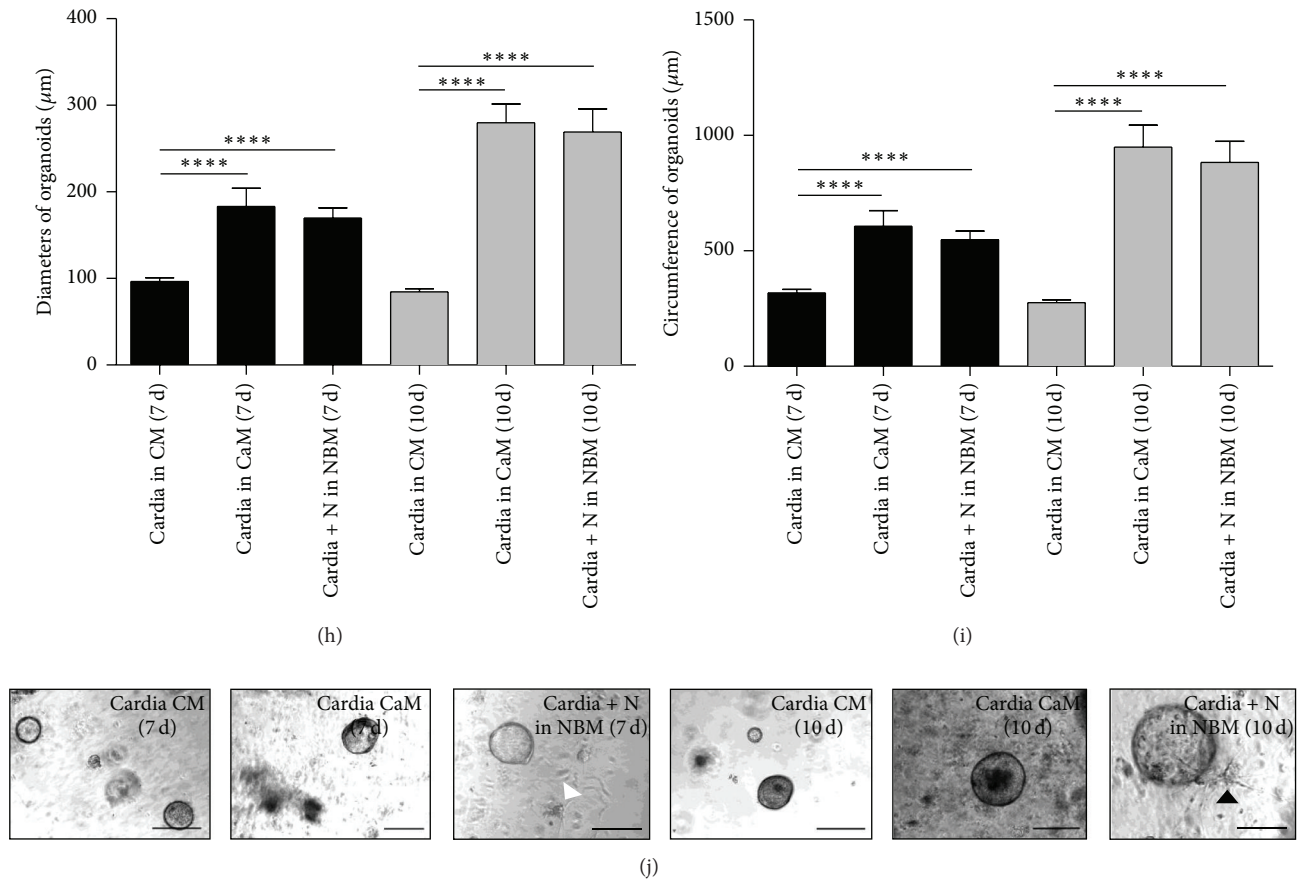 400
300
200
100
0
Diameters of organoids (μm)
****
****
****
****
Cardia in CM (7 d)
Cardia in CaM (7 d)
Cardia + N in NBM (7 d)
Cardia in CM (10 d)
Cardia in CaM (10 d)
Cardia + N in NBM (10 d)
(h)
1500
1000
500
0
Circumference of organoids (μm)
****
****
****
****
Cardia in CM (7 d)
Cardia in CaM (7 d)
Cardia + N in NBM (7 d)
Cardia in CM (10 d)
Cardia in CaM (10 d)
Cardia + N in NBM (10 d)
(i)
Cardia CM
(7 d)
Cardia CaM
(7 d)
Cardia + N
in NBM (7 d)
Cardia CM
(10 d)
Cardia CaM
(10 d)
Cardia + N
in NBM (10 d)
(j)